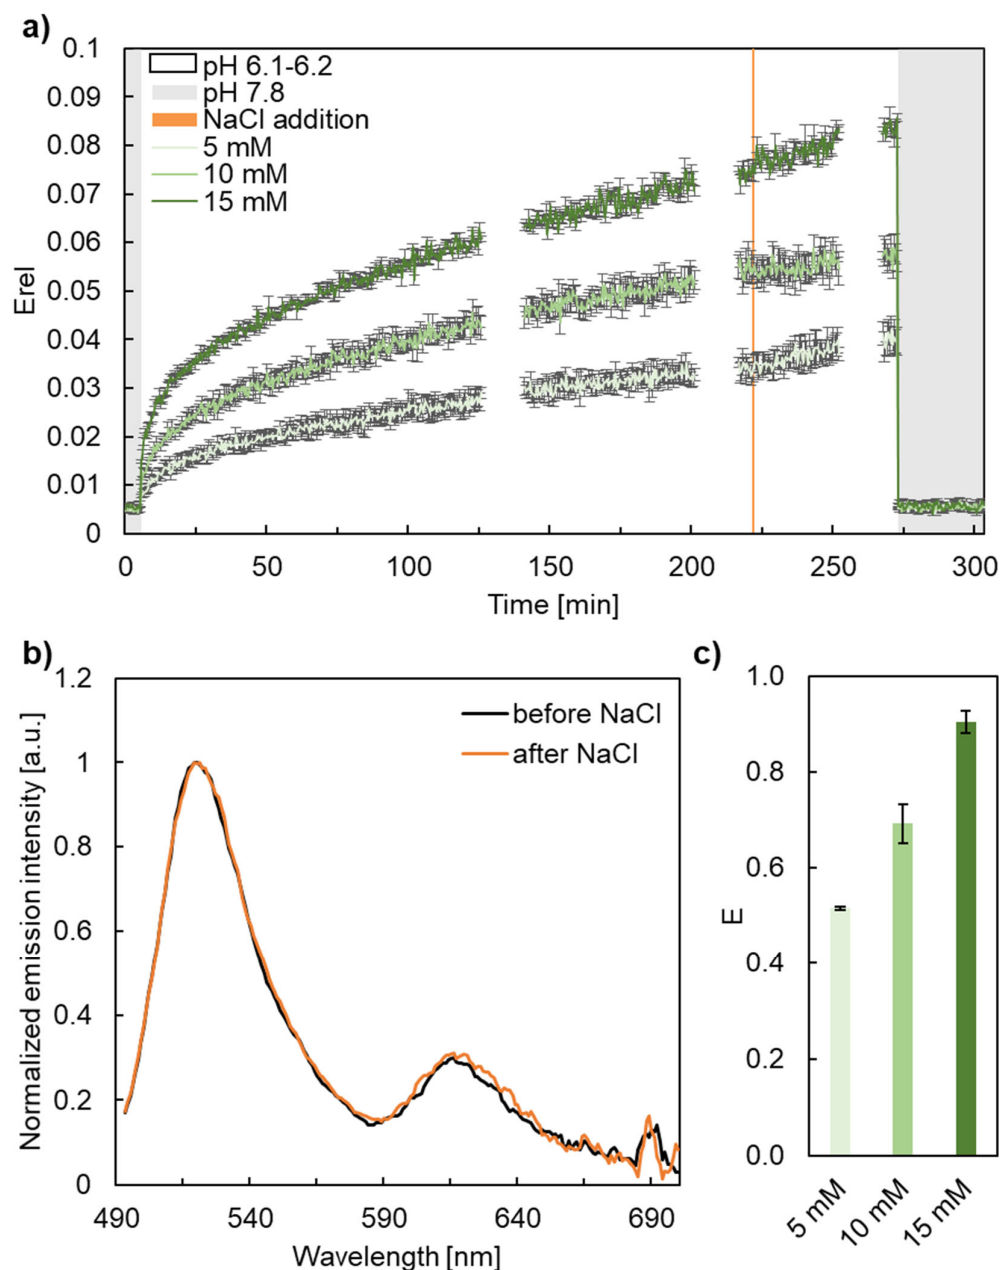 a)
0.1
0.09
0.08
0.07
0.06
0.05
0.04
0.03
0.02
0.01
0
Erel
pH 6.1-6.2
pH 7.8
NaCl addition
5 mM
10 mM
15 mM
0 50 100 150 200 250 300
Time [min]
b)
1.2
1
0.8
0.6
0.4
0.2
0
Normalized emission intensity [a.u.]
before NaCl
after NaCl
490 540 590 640 690
Wavelength [nm]
c)
1.0
0.8
0.6
0.4
0.2
0.0
E
5 mM
10 mM
15 mM